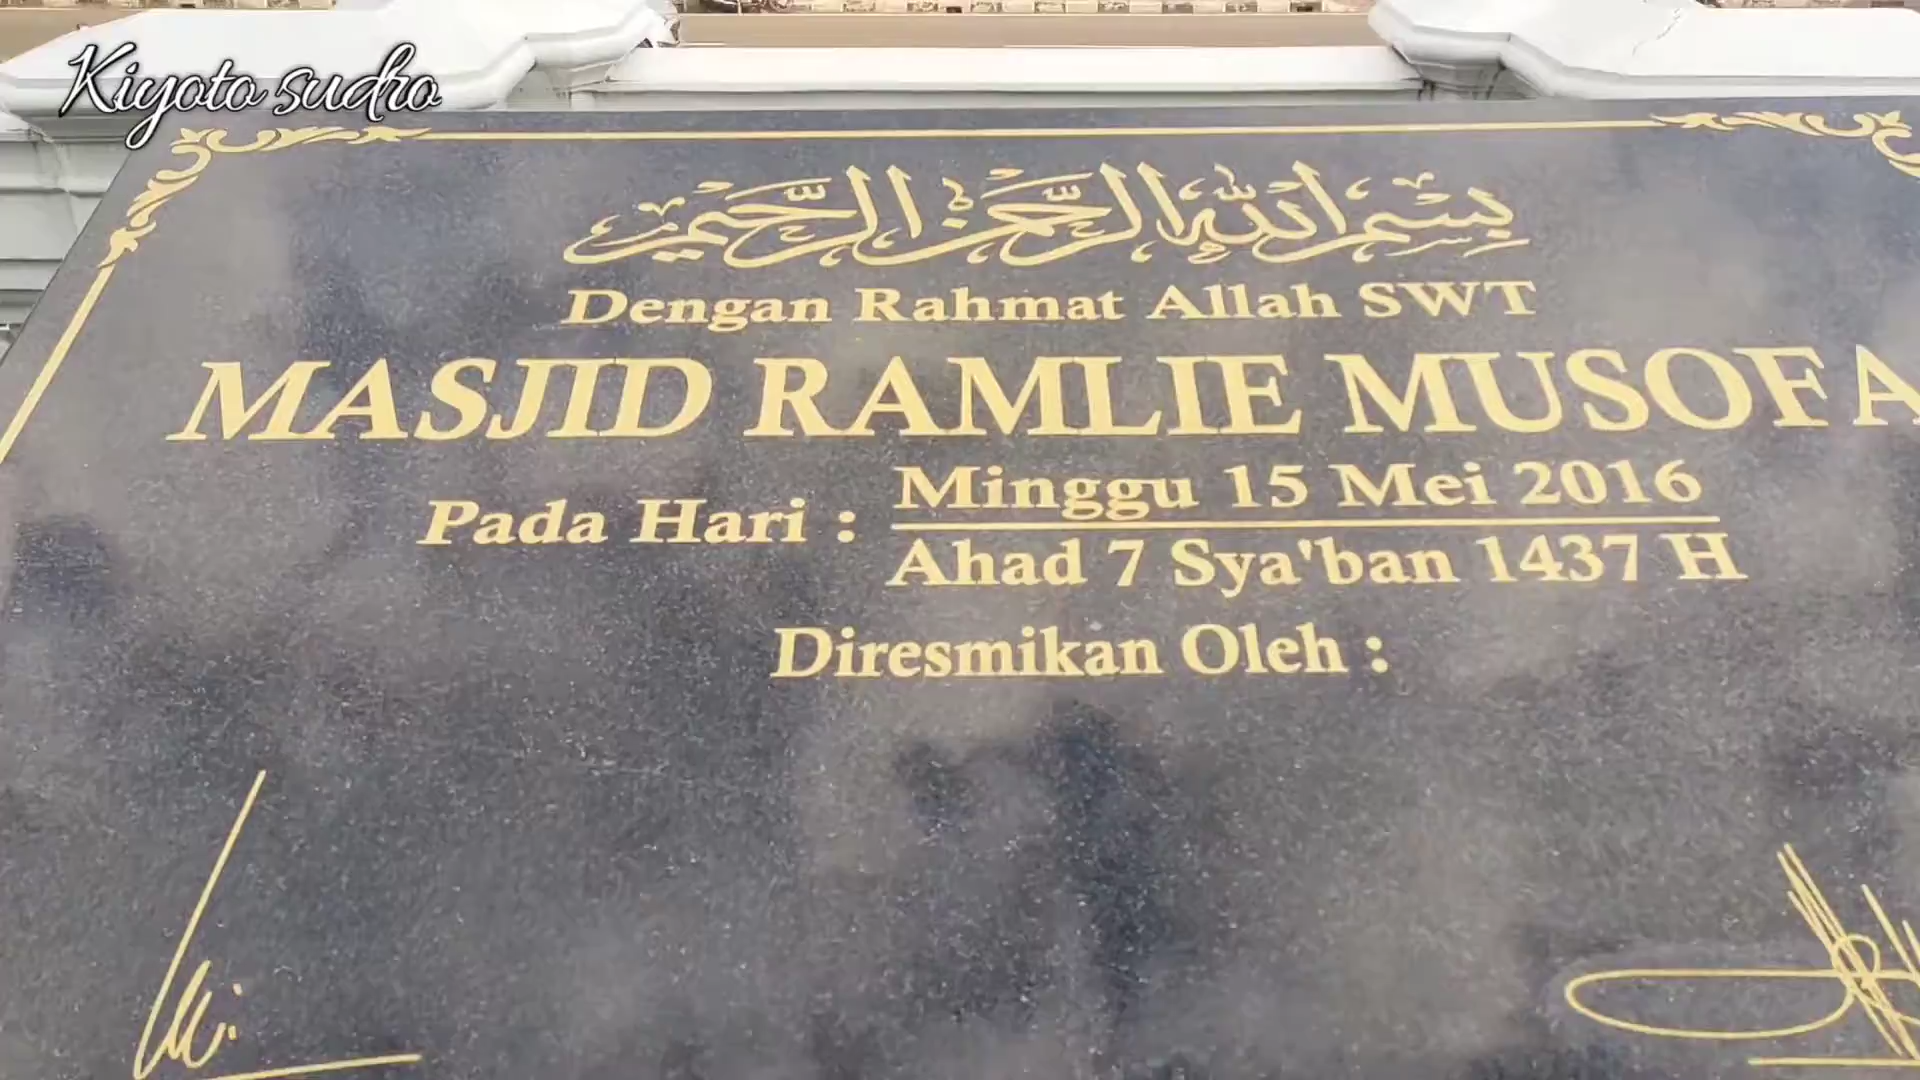 Kiyoto sudro
بسم الله الرحمن الرحيم
Dengan Rahmat Allah SWT
MASJID RAMLIE MUSOFA
Pada Hari : Minggu 15 Mei 2016
Ahad 7 Sya'ban 1437 H
Diresmikan Oleh :